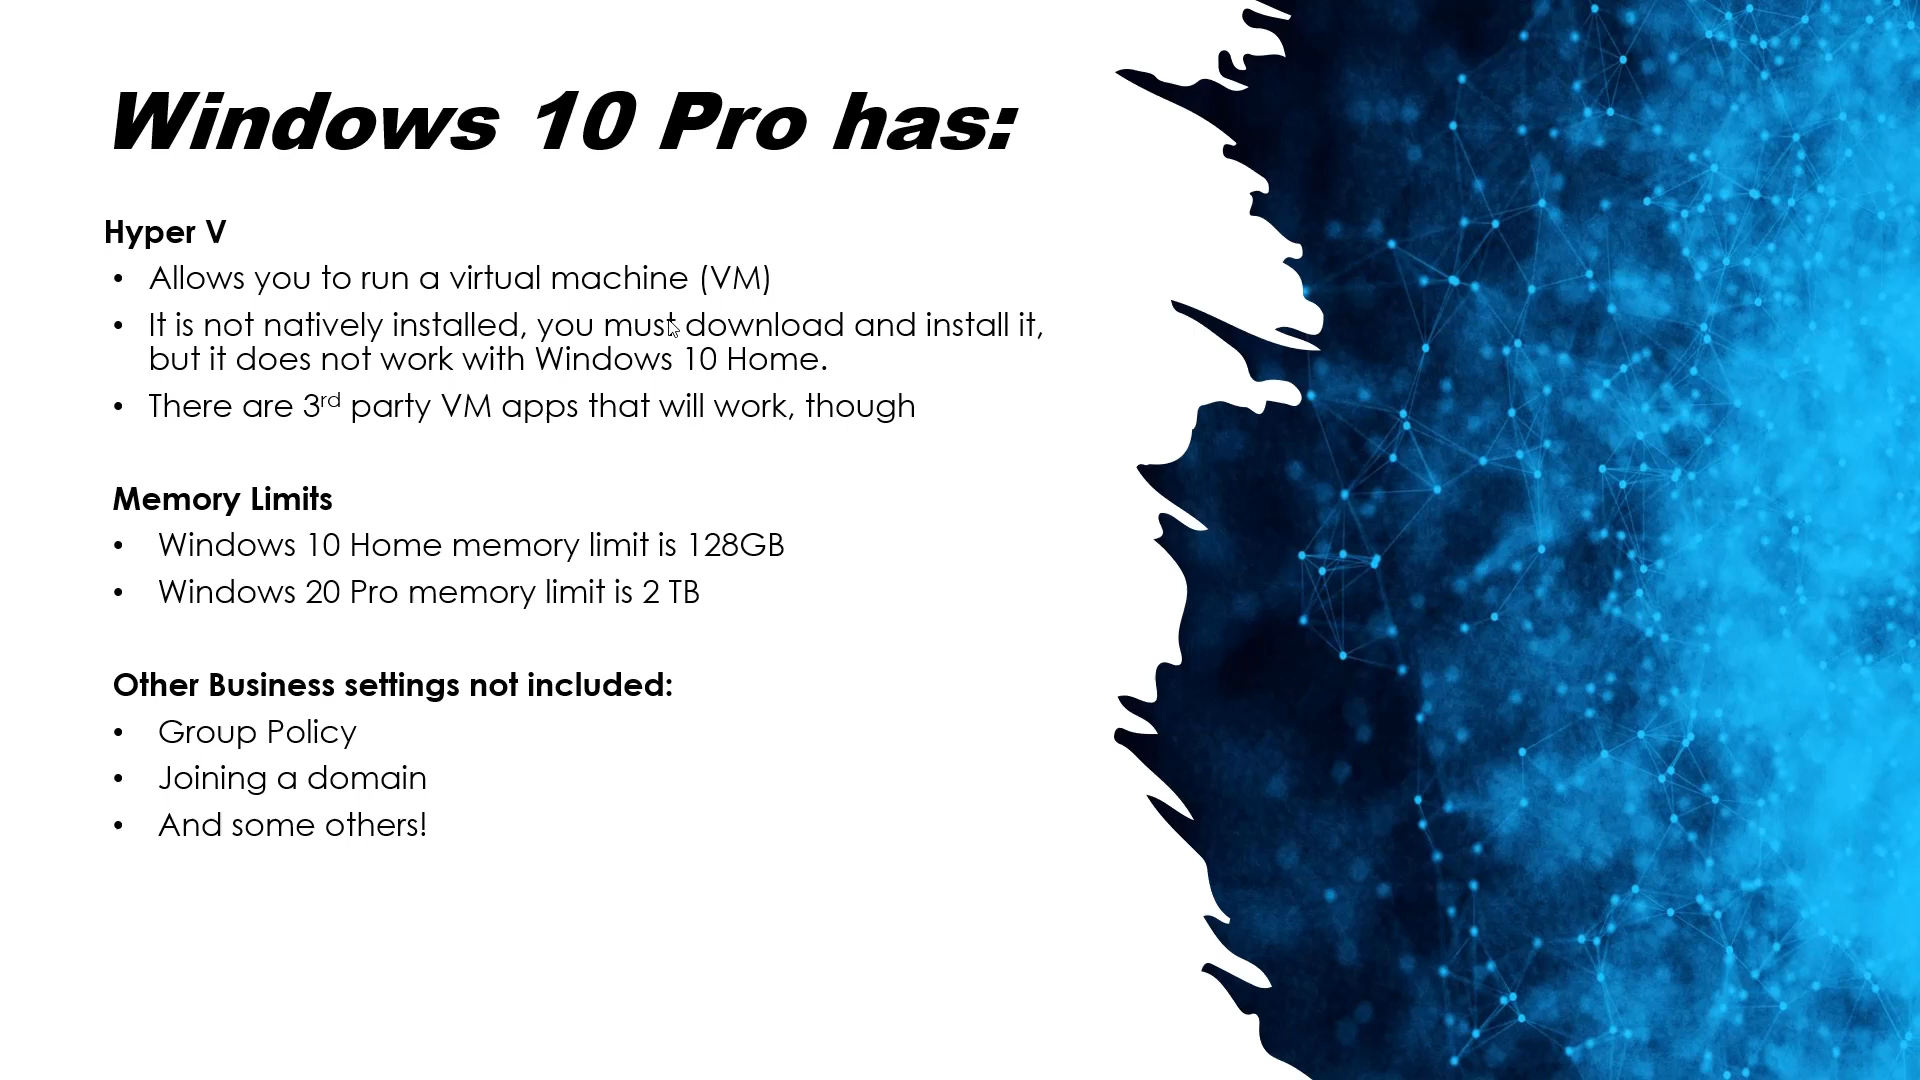 Windows 10 Pro has:
Hyper V
• Allows you to run a virtual machine (VM)
• It is not natively installed, you must download and install it,
but it does not work with Windows 10 Home.
• There are 3rd party VM apps that will work, though
Memory Limits
• Windows 10 Home memory limit is 128GB
• Windows 20 Pro memory limit is 2 TB
Other Business settings not included:
• Group Policy
• Joining a domain
• And some others!